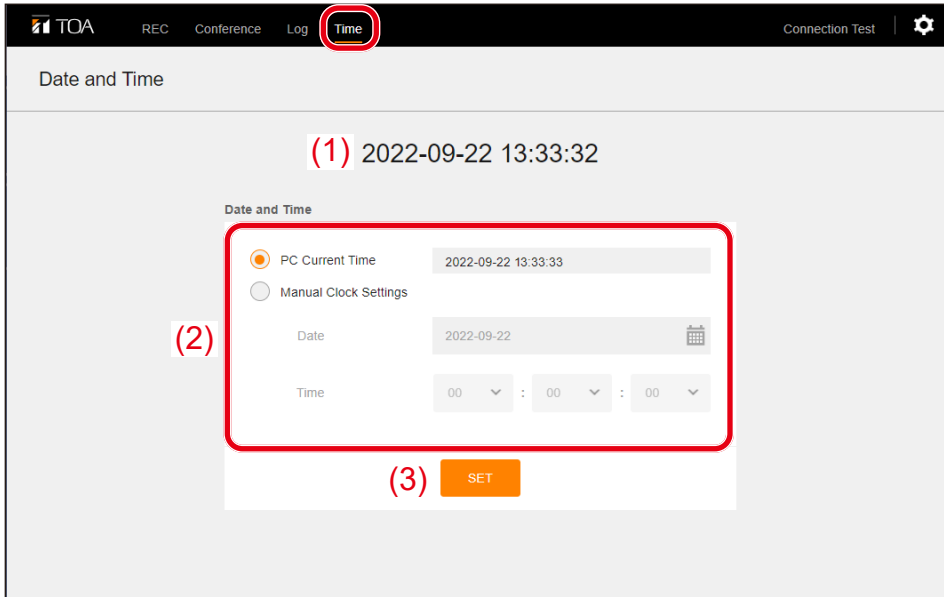 TOA REC Conference Log Time Connection Test
Date and Time
(1) 2022-09-22 13:33:32
Date and Time
PC Current Time 2022-09-22 13:33:33
Manual Clock Settings
(2)
Date 2022-09-22
Time 00 : 00 : 00
(3) SET